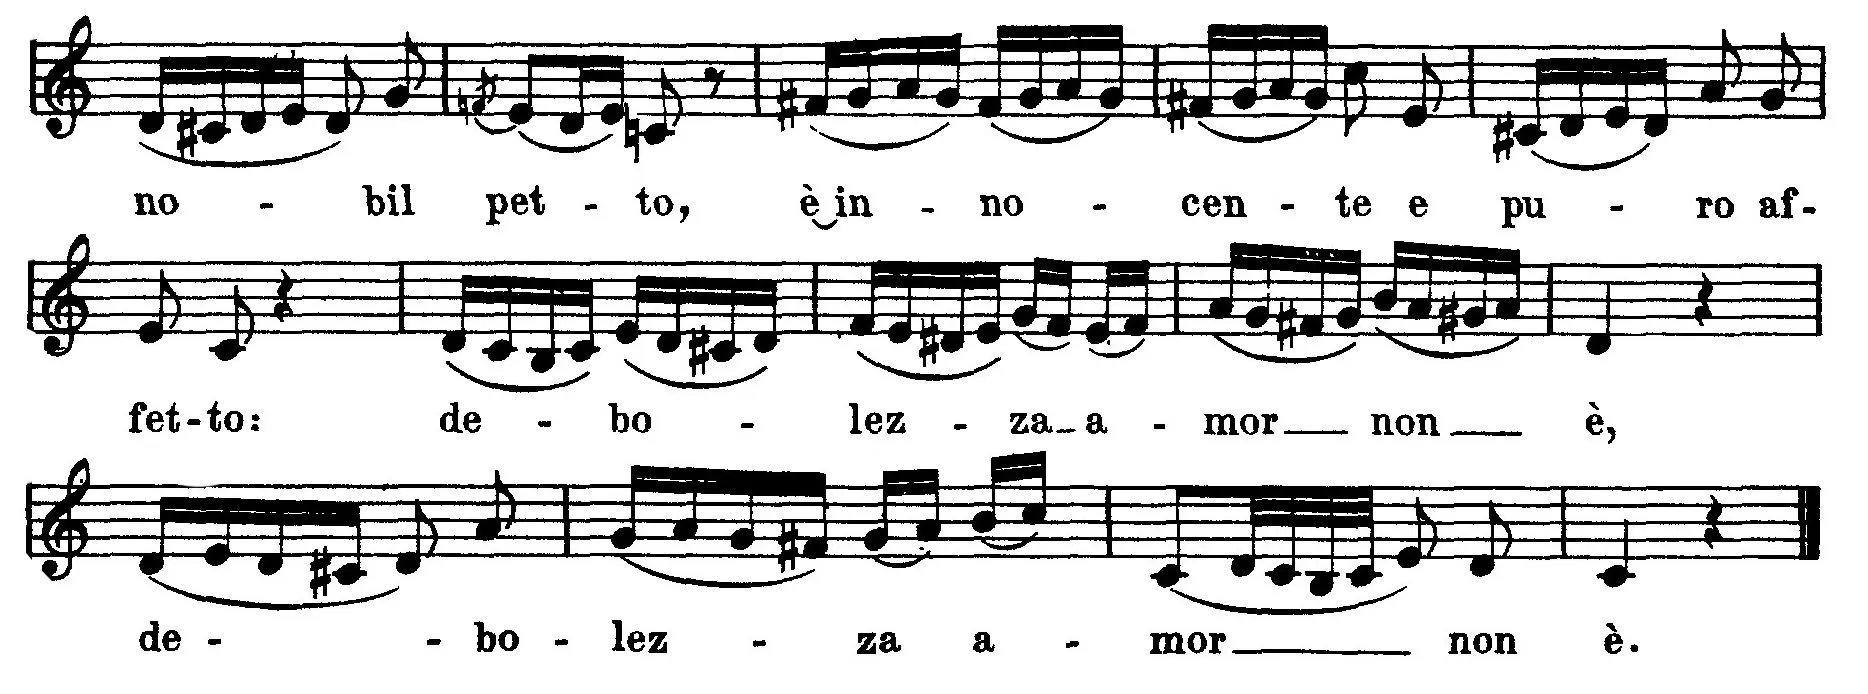 no - bil pet - to, è in - no - cen - te e pu - ro af-
fet-to: de - bo - lez - za a - mor non è,
de - - bo - lez - za a - mor non è.